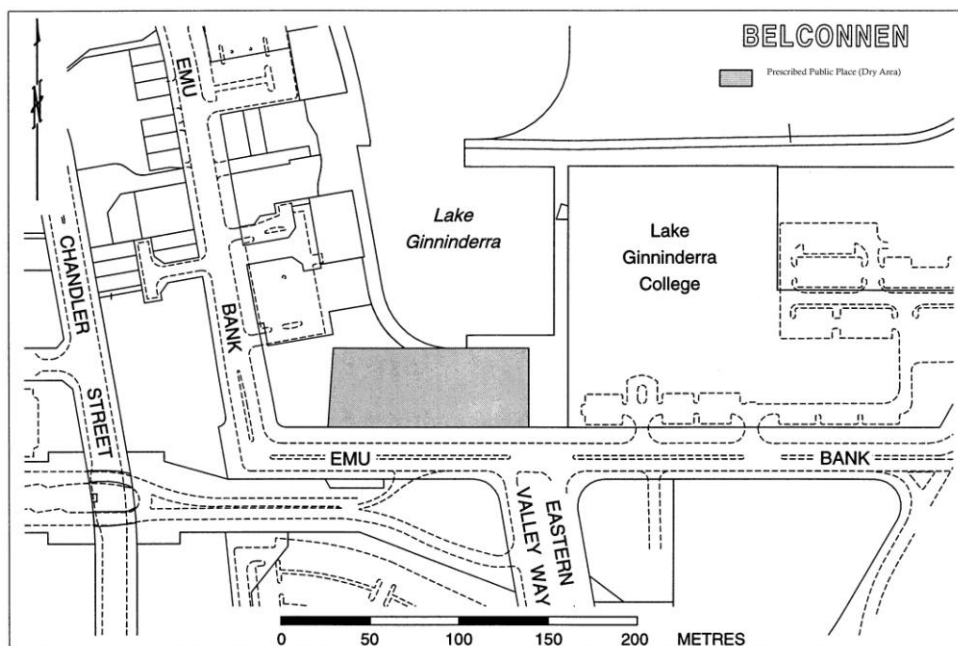 BELCONNEN
Prescribed Public Place (Dry Area)
N
EMU
BANK
CHANDLER
STREET
Lake
Ginninderra
Lake
Ginninderra
College
EMU
BANK
EASTERN
VALLEY WAY
0 50 100 150 200 METRES